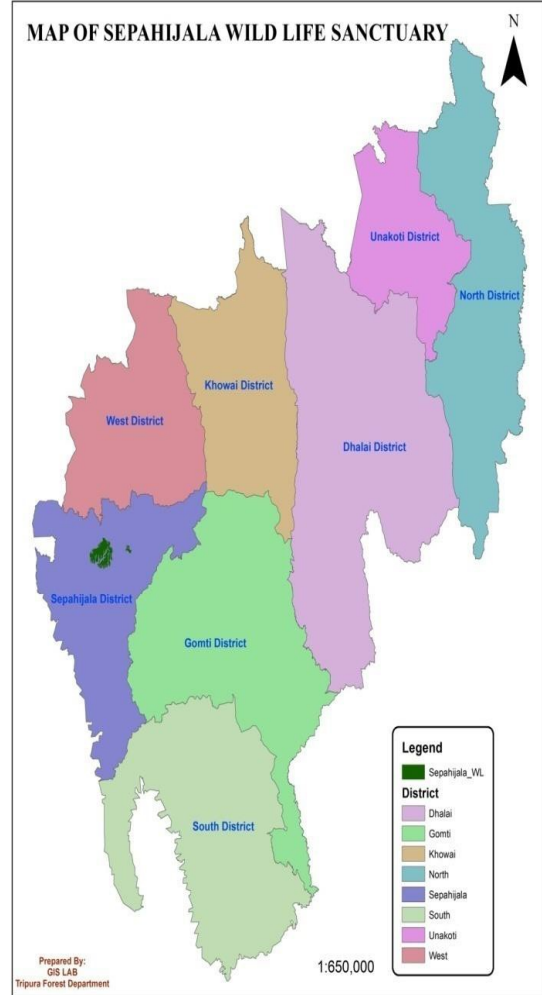 MAP OF SEPAHIJALA WILD LIFE SANCTUARY
N
Unakoti District
North District
Khowai District
West District
Dhalai District
Sepahijala District
Gomti District
South District
Legend
Sepahijala_WL
District
Dhalai
Gomti
Khowai
North
Sepahijala
South
Unakoti
West
1:650,000
Prepared By:
GIS LAB
Tripura Forest Department